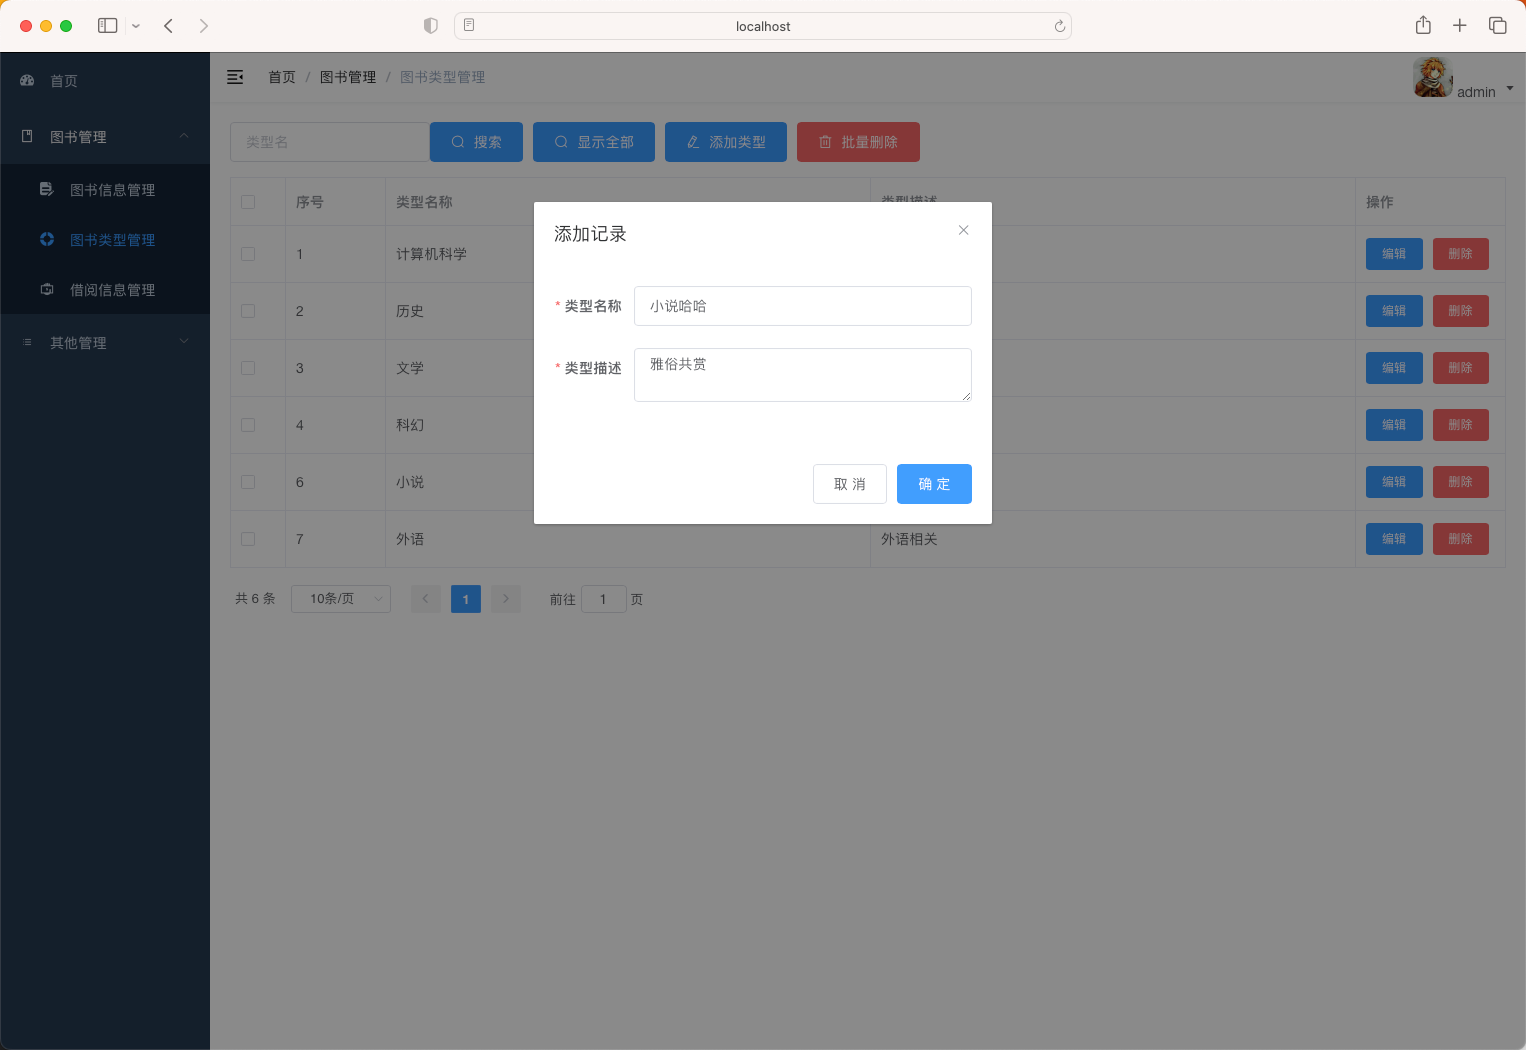 localhost
首页
图书管理
图书信息管理
图书类型管理
借阅信息管理
其他管理
首页 / 图书管理 / 图书类型管理
admin
类型名 搜索 显示全部 添加类型 批量删除
序号 类型名称 类型描述 操作
1 计算机科学 编辑 删除
2 历史 编辑 删除
3 文学 编辑 删除
4 科幻 编辑 删除
6 小说 编辑 删除
7 外语 外语相关 编辑 删除
共 6 条 10条/页 1 前往 1 页
添加记录
* 类型名称 小说哈哈
* 类型描述 雅俗共赏
取 消 确 定